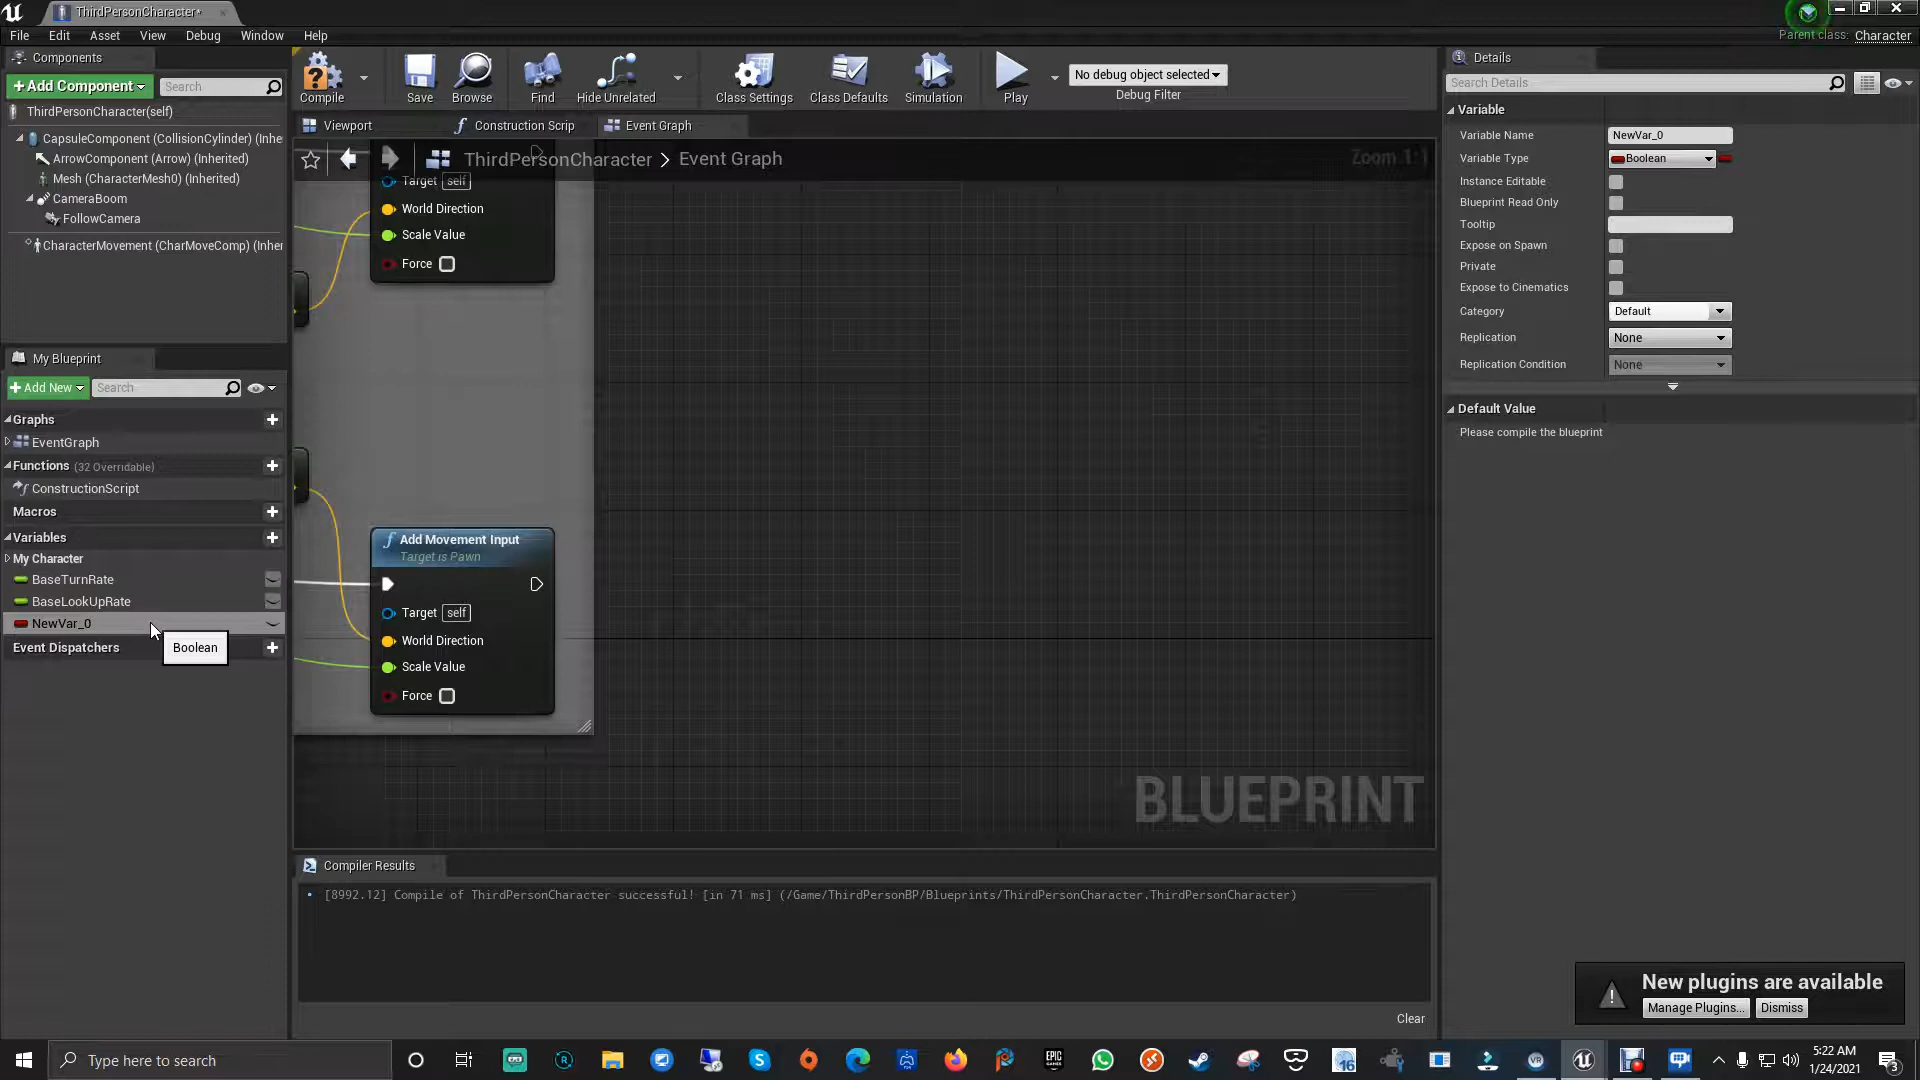 ThirdPersonCharacter*
File Edit Asset View Debug Window Help
Parent class: Character
Components
+Add Component
Search
ThirdPersonCharacter(self)
CapsuleComponent (CollisionCylinder) (Inhe
ArrowComponent (Arrow) (Inherited)
Mesh (CharacterMesh0) (Inherited)
CameraBoom
FollowCamera
CharacterMovement (CharMoveComp) (Inher
My Blueprint
+Add New
Search
Graphs
EventGraph
Functions (32 Overridable)
ConstructionScript
Macros
Variables
My Character
BaseTurnRate
BaseLookUpRate
NewVar_0
Boolean
Event Dispatchers
Compile
Save
Browse
Find
Hide Unrelated
Class Settings
Class Defaults
Simulation
Play
No debug object selected
Debug Filter
Viewport
Construction Scrip
Event Graph
ThirdPersonCharacter > Event Graph
Zoom 1:1
Target self
World Direction
Scale Value
Force
Add Movement Input
Target is Pawn
Target self
World Direction
Scale Value
Force
BLUEPRINT
Compiler Results
[8992.12] Compile of ThirdPersonCharacter successful! [in 71 ms] (/Game/ThirdPersonBP/Blueprints/ThirdPersonCharacter.ThirdPersonCharacter)
Clear
Details
Search Details
Variable
Variable Name NewVar_0
Variable Type Boolean
Instance Editable
Blueprint Read Only
Tooltip
Expose on Spawn
Private
Expose to Cinematics
Category Default
Replication None
Replication Condition None
Default Value
Please compile the blueprint
New plugins are available
Manage Plugins... Dismiss
Type here to search
EPIC GAMES
16
VR
5:22 AM
1/24/2021
3